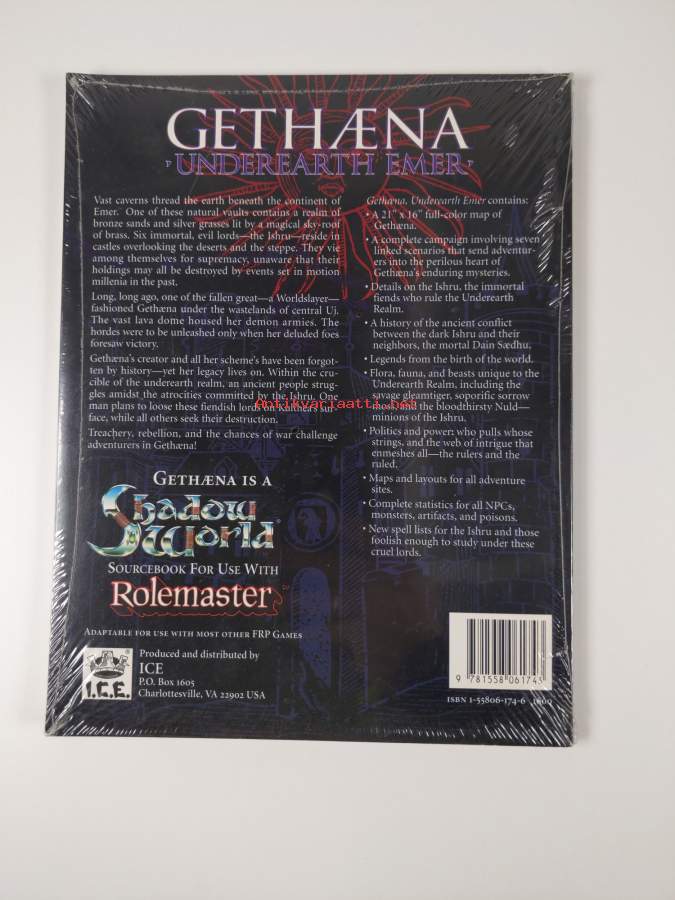 GETHÆNA
UNDEREARTH EMER
Vast caverns thread the earth beneath the continent of
Emer. One of these natural vaults contains a realm of
bronze sands and silver grasses lit by a magical sky-roof
of brass. Six immortal, evil lords—the Ishru—reside in
castles overlooking the deserts and the steppe. They vie
among themselves for supremacy, unaware that their
holdings may all be destroyed by events set in motion
millenia in the past.
Long, long ago, one of the fallen great—a Worldslayer—
fashioned Gethæna under the wastelands of central Uj.
The vast lava dome housed her demon armies. The
hordes were to be unleashed only when her deluded foes
foresaw victory.
Gethæna's creator and all her scheme's have been forgot-
ten by history—yet her legacy lives on. Within the cru-
cible of the underearth realm, an ancient people strug-
gles amidst the atrocities committed by the Ishru. One
man plans to loose these fiendish lords on Kulthea's sur-
face, while all others seek their destruction.
Treachery, rebellion, and the chances of war challenge
adventurers in Gethæna!
GETHÆNA IS A
Shadow
World
SOURCEBOOK FOR USE WITH
Rolemaster
ADAPTABLE FOR USE WITH MOST OTHER FRP GAMES
I.C.E.
Produced and distributed by
ICE
P.O. Box 1605
Charlottesville, VA 22902 USA
Gethæna, Underearth Emer contains:
• A 21" x 16" full-color map of
Gethæna.
• A complete campaign involving seven
linked scenarios that send adventur-
ers into the perilous heart of
Gethæna's enduring mysteries.
• Details on the Ishru, the immortal
fiends who rule the Underearth
Realm.
• A history of the ancient conflict
between the dark Ishru and their
neighbors, the mortal Dain Sædhu.
• Legends from the birth of the world.
• Flora, fauna, and beasts unique to the
Underearth Realm, including the
savage gleamtiger, soporific sorrow
moss, and the bloodthirsty Nuld—
minions of the Ishru.
• Politics and power: who pulls whose
strings, and the web of intrigue that
enmeshes all—the rulers and the
ruled.
• Maps and layouts for all adventure
sites.
• Complete statistics for all NPCs,
monsters, artifacts, and poisons.
• New spell lists for the Ishru and those
foolish enough to study under these
cruel lords.
9 781558 061743
ISBN 1-55806-174-6
antikvariaatti.net